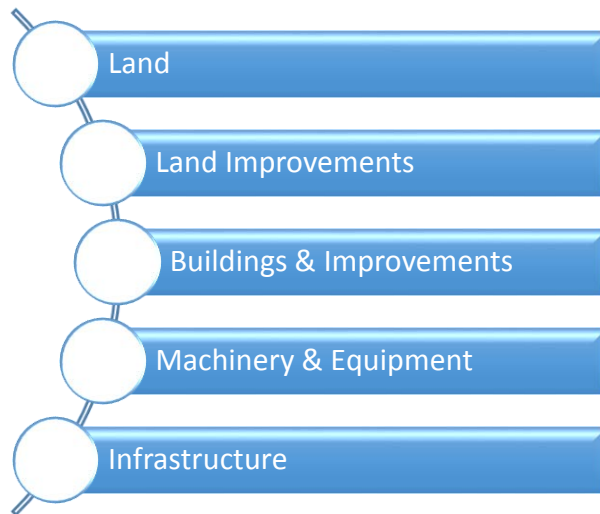 Land
Land Improvements
Buildings & Improvements
Machinery & Equipment
Infrastructure